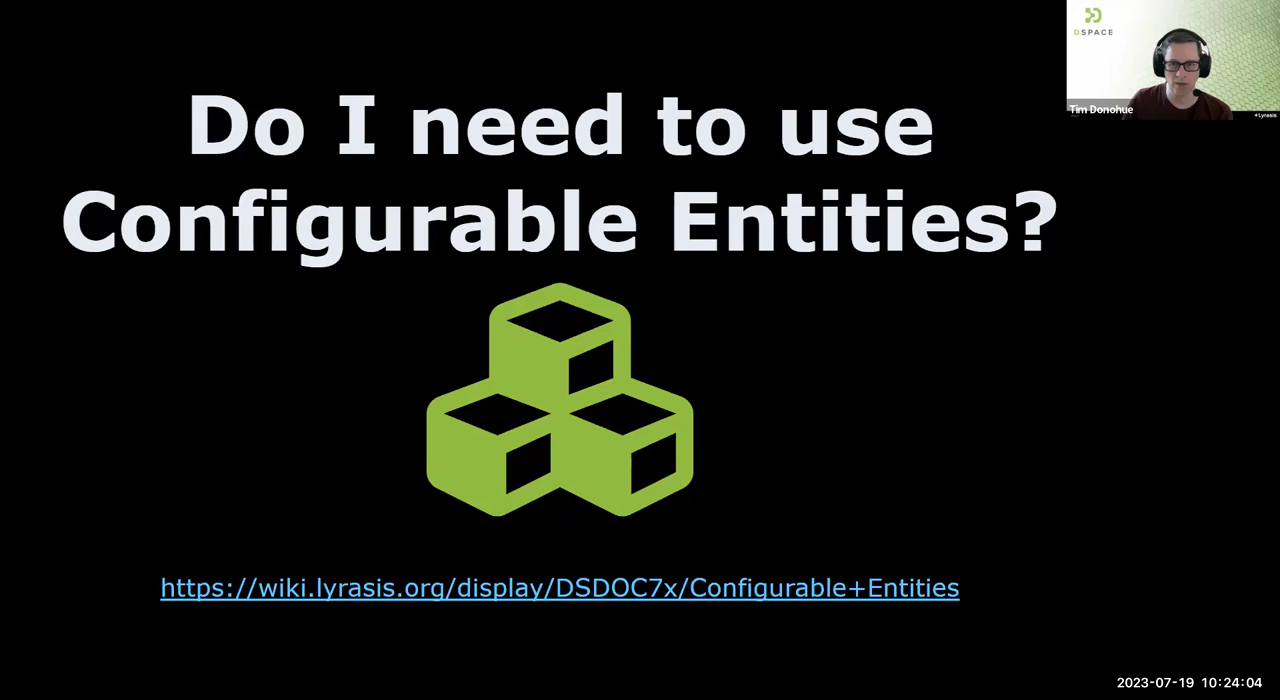 Do I need to use
Configurable Entities?
https://wiki.lyrasis.org/display/DSDOC7x/Configurable+Entities
DSPACE
Tim Donohue
Lyrasis
2023-07-19 10:24:04